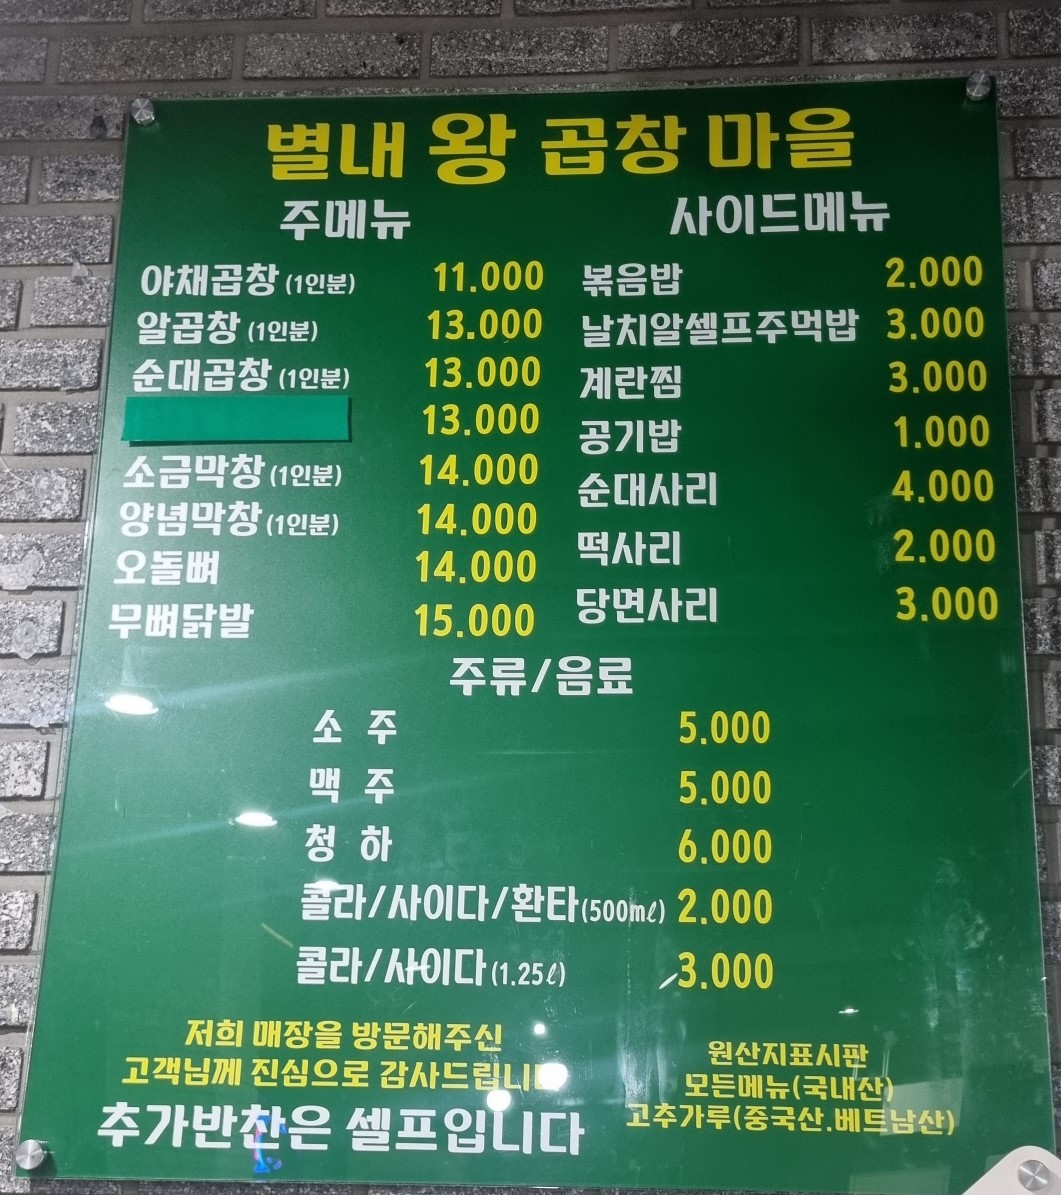 별내 왕 곱창 마을
주메뉴
야채곱창 (1인분) 11.000
알곱창 (1인분) 13.000
순대곱창 (1인분) 13.000
13.000
소금막창 (1인분) 14.000
양념막창 (1인분) 14.000
오돌뼈 14.000
무뼈닭발 15.000
사이드메뉴
볶음밥 2.000
날치알셀프주먹밥 3.000
계란찜 3.000
공기밥 1.000
순대사리 4.000
떡사리 2.000
당면사리 3.000
주류/음료
소 주 5.000
맥 주 5.000
청 하 6.000
콜라/사이다/환타(500㎖) 2.000
콜라/사이다(1.25ℓ) 3.000
저희 매장을 방문해주신
고객님께 진심으로 감사드립니다
추가반찬은 셀프입니다
원산지표시판
모든메뉴(국내산)
고추가루(중국산.베트남산)